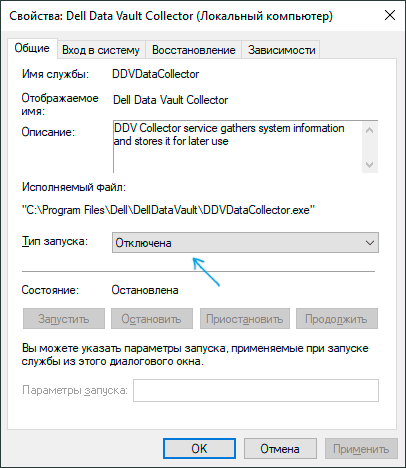 Свойства: Dell Data Vault Collector (Локальный компьютер)
Общие Вход в систему Восстановление Зависимости
Имя службы: DDVDataCollector
Отображаемое имя: Dell Data Vault Collector
Описание: DDV Collector service gathers system information
and stores it for later use
Исполняемый файл:
"C:\Program Files\Dell\DellDataVault\DDVDataCollector.exe"
Тип запуска: Отключена
Состояние: Остановлена
Запустить Остановить Приостановить Продолжить
Вы можете указать параметры запуска, применяемые при запуске
службы из этого диалогового окна.
Параметры запуска:
OK Отмена Применить